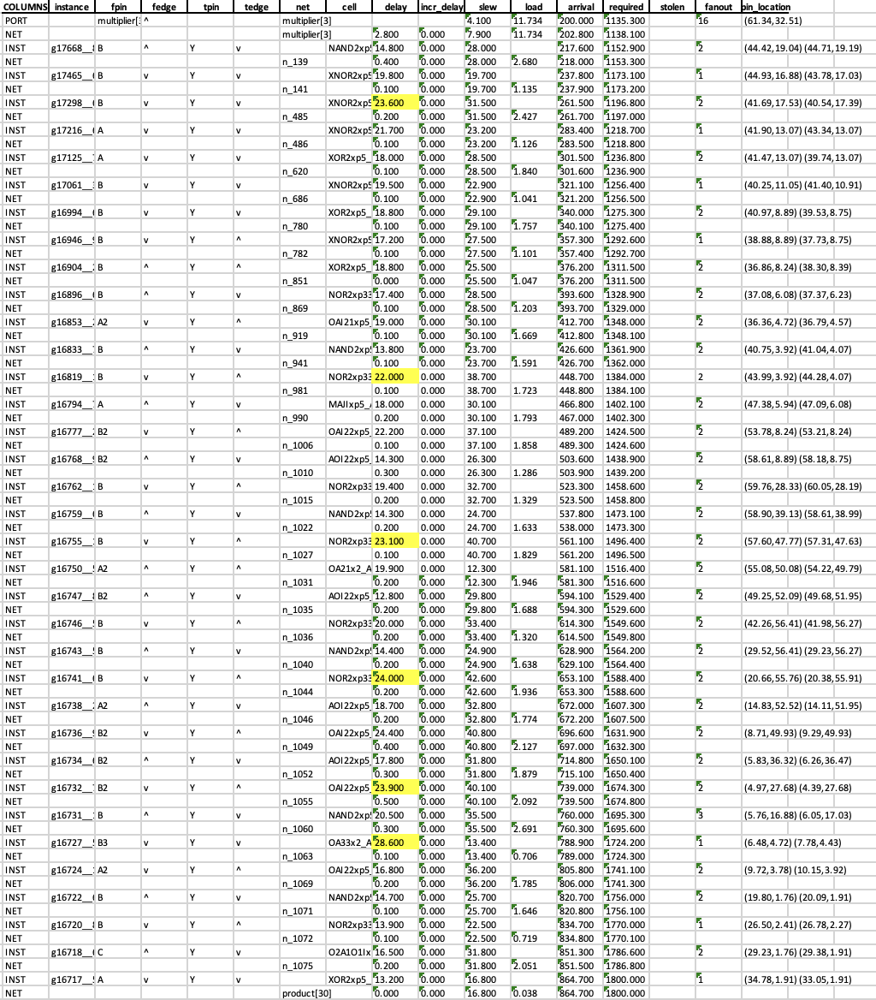 COLUMNS instance fpin fedge tpin tedge net cell delay incr_delay slew load arrival required stolen fanout pin_location
PORT multiplier[3 ^ multiplier[3] 4.100 11.734 200.000 1135.300 16 (61.34,32.51)
NET multiplier[3] 2.800 0.000 7.900 11.734 202.800 1138.100
INST g17668__ B ^ Y v NAND2xp 14.800 0.000 28.000 217.600 1152.900 2 (44.42,19.04) (44.71,19.19)
NET n_139 0.400 0.000 28.000 2.680 218.000 1153.300
INST g17465__ B v Y v XNOR2xp5 19.800 0.000 19.700 237.800 1173.100 1 (44.93,16.88) (43.78,17.03)
NET n_141 0.100 0.000 19.700 1.135 237.900 1173.200
INST g17298__ B v Y v XNOR2xp5 23.600 0.000 31.500 261.500 1196.800 2 (41.69,17.53) (40.54,17.39)
NET n_485 0.200 0.000 31.500 2.427 261.700 1197.000
INST g17216__ A v Y v XNOR2xp5 21.700 0.000 23.200 283.400 1218.700 1 (41.90,13.07) (43.34,13.07)
NET n_486 0.100 0.000 23.200 1.126 283.500 1218.800
INST g17125__ A v Y v XOR2xp5_ 18.000 0.000 28.500 301.500 1236.800 2 (41.47,13.07) (39.74,13.07)
NET n_620 0.100 0.000 28.500 1.840 301.600 1236.900
INST g17061__ B v Y v XNOR2xp5 19.500 0.000 22.900 321.100 1256.400 1 (40.25,11.05) (41.40,10.91)
NET n_686 0.100 0.000 22.900 1.041 321.200 1256.500
INST g16994__ B v Y v XOR2xp5_ 18.800 0.000 29.100 340.000 1275.300 2 (40.97,8.89) (39.53,8.75)
NET n_780 0.100 0.000 29.100 1.757 340.100 1275.400
INST g16946__ B v Y ^ XNOR2xp5 17.200 0.000 27.500 357.300 1292.600 1 (38.88,8.89) (37.73,8.75)
NET n_782 0.100 0.000 27.500 1.101 357.400 1292.700
INST g16904__ B ^ Y ^ XOR2xp5_ 18.800 0.000 25.500 376.200 1311.500 2 (36.86,8.24) (38.30,8.39)
NET n_851 0.000 0.000 25.500 1.047 376.200 1311.500
INST g16896__ B ^ Y v NOR2xp33 17.400 0.000 28.500 393.600 1328.900 2 (37.08,6.08) (37.37,6.23)
NET n_869 0.100 0.000 28.500 1.203 393.700 1329.000
INST g16853__ A2 v Y ^ OAI21xp5_ 19.000 0.000 30.100 412.700 1348.000 2 (36.36,4.72) (36.79,4.57)
NET n_919 0.100 0.000 30.100 1.669 412.800 1348.100
INST g16833__ B ^ Y v NAND2xp 13.800 0.000 23.700 426.600 1361.900 2 (40.75,3.92) (41.04,4.07)
NET n_941 0.100 0.000 23.700 1.591 426.700 1362.000
INST g16819__ B v Y ^ NOR2xp33 22.000 0.000 38.700 448.700 1384.000 2 (43.99,3.92) (44.28,4.07)
NET n_981 0.100 0.000 38.700 1.723 448.800 1384.100
INST g16794__ A ^ Y v MAJIxp5_ 18.000 0.000 30.100 466.800 1402.100 2 (47.38,5.94) (47.09,6.08)
NET n_990 0.200 0.000 30.100 1.793 467.000 1402.300
INST g16777__ B2 v Y ^ OAI22xp5_ 22.200 0.000 37.100 489.200 1424.500 2 (53.78,8.24) (53.21,8.24)
NET n_1006 0.100 0.000 37.100 1.858 489.300 1424.600
INST g16768__ B2 ^ Y v AOI22xp5_ 14.300 0.000 26.300 503.600 1438.900 2 (58.61,8.89) (58.18,8.75)
NET n_1010 0.300 0.000 26.300 1.286 503.900 1439.200
INST g16762__ B v Y ^ NOR2xp33 19.400 0.000 32.700 523.300 1458.600 2 (59.76,28.33) (60.05,28.19)
NET n_1015 0.200 0.000 32.700 1.329 523.500 1458.800
INST g16759__ B ^ Y v NAND2xp 14.300 0.000 24.700 537.800 1473.100 2 (58.90,39.13) (58.61,38.99)
NET n_1022 0.200 0.000 24.700 1.633 538.000 1473.300
INST g16755__ B v Y ^ NOR2xp33 23.100 0.000 40.700 561.100 1496.400 2 (57.60,47.77) (57.31,47.63)
NET n_1027 0.100 0.000 40.700 1.829 561.200 1496.500
INST g16750__ A2 ^ Y ^ OA21x2_A 19.900 0.000 12.300 581.100 1516.400 2 (55.08,50.08) (54.22,49.79)
NET n_1031 0.200 0.000 12.300 1.946 581.300 1516.600
INST g16747__ B2 ^ Y v AOI22xp5_ 12.800 0.000 29.800 594.100 1529.400 2 (49.25,52.09) (49.68,51.95)
NET n_1035 0.200 0.000 29.800 1.688 594.300 1529.600
INST g16746__ B v Y ^ NOR2xp33 20.000 0.000 33.400 614.300 1549.600 2 (42.26,56.41) (41.98,56.27)
NET n_1036 0.200 0.000 33.400 1.320 614.500 1549.800
INST g16743__ B ^ Y v NAND2xp 14.400 0.000 24.900 628.900 1564.200 2 (29.52,56.41) (29.23,56.27)
NET n_1040 0.200 0.000 24.900 1.638 629.100 1564.400
INST g16741__ B v Y ^ NOR2xp33 24.000 0.000 42.600 653.100 1588.400 2 (20.66,55.76) (20.38,55.91)
NET n_1044 0.200 0.000 42.600 1.936 653.300 1588.600
INST g16738__ A2 ^ Y v AOI22xp5_ 18.700 0.000 32.800 672.000 1607.300 2 (14.83,52.52) (14.11,51.95)
NET n_1046 0.200 0.000 32.800 1.774 672.200 1607.500
INST g16736__ B2 v Y ^ OAI22xp5_ 24.400 0.000 40.800 696.600 1631.900 2 (8.71,49.93) (9.29,49.93)
NET n_1049 0.400 0.000 40.800 2.127 697.000 1632.300
INST g16734__ B2 ^ Y v AOI22xp5_ 17.800 0.000 31.800 714.800 1650.100 2 (5.83,36.32) (6.26,36.47)
NET n_1052 0.300 0.000 31.800 1.879 715.100 1650.400
INST g16732__ B2 v Y ^ OAI22xp5_ 23.900 0.000 40.100 739.000 1674.300 2 (4.97,27.68) (4.39,27.68)
NET n_1055 0.500 0.000 40.100 2.092 739.500 1674.800
INST g16731__ B ^ Y v NAND2xp 20.500 0.000 35.500 760.000 1695.300 3 (5.76,16.88) (6.05,17.03)
NET n_1060 0.300 0.000 35.500 2.691 760.300 1695.600
INST g16727__ B3 v Y v OA33x2_A 28.600 0.000 13.400 788.900 1724.200 1 (6.48,4.72) (7.78,4.43)
NET n_1063 0.100 0.000 13.400 0.706 789.000 1724.300
INST g16724__ A2 v Y ^ OAI22xp5_ 16.800 0.000 36.200 805.800 1741.100 2 (9.72,3.78) (10.15,3.92)
NET n_1069 0.200 0.000 36.200 1.785 806.000 1741.300
INST g16722__ B ^ Y v NAND2xp 14.700 0.000 25.700 820.700 1756.000 2 (19.80,1.76) (20.09,1.91)
NET n_1071 0.100 0.000 25.700 1.646 820.800 1756.100
INST g16720__ B v Y ^ NOR2xp33 13.900 0.000 22.500 834.700 1770.000 1 (26.50,2.41) (26.78,2.27)
NET n_1072 0.100 0.000 22.500 0.719 834.800 1770.100
INST g16718__ C ^ Y v O2A1O1Ix 16.500 0.000 31.800 851.300 1786.600 2 (29.23,1.76) (29.38,1.91)
NET n_1075 0.200 0.000 31.800 2.051 851.500 1786.800
INST g16717__ A v Y v XOR2xp5_ 13.200 0.000 16.800 864.700 1800.000 1 (34.78,1.91) (33.05,1.91)
NET product[30] 0.000 0.000 16.800 0.038 864.700 1800.000